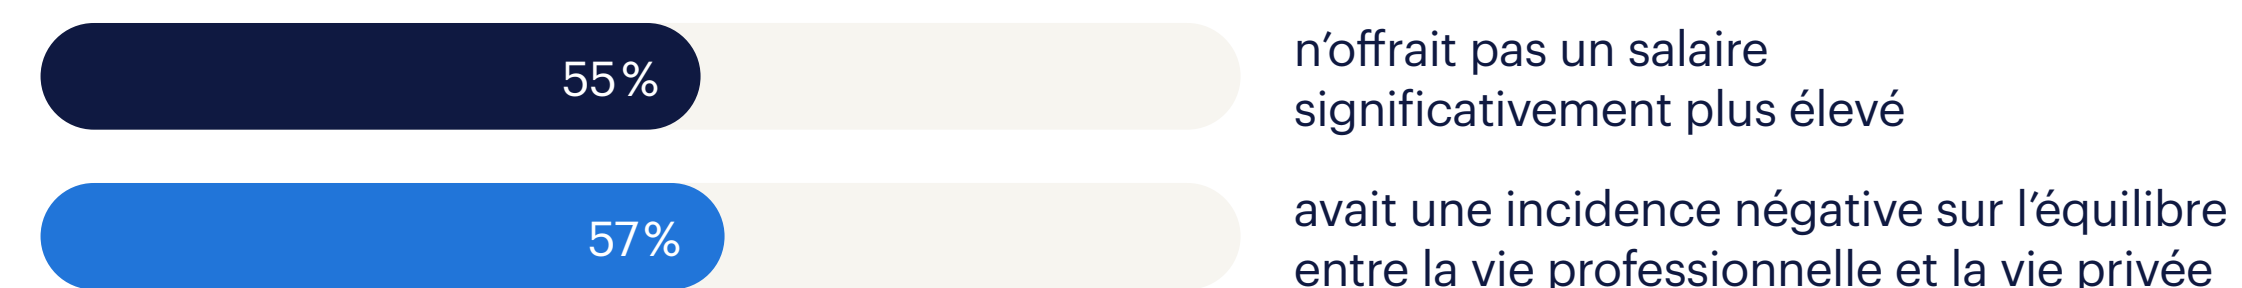 55 %
n’offrait pas un salaire
significativement plus élevé
57 %
avait une incidence négative sur l’équilibre
entre la vie professionnelle et la vie privée